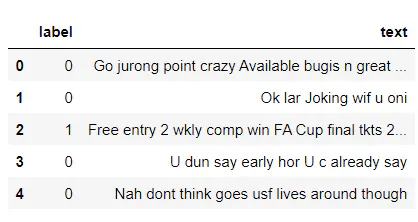 label text
0 0 Go jurong point crazy Available bugis n great ...
1 0 Ok lar Joking wif u oni
2 1 Free entry 2 wkly comp win FA Cup final tkts 2...
3 0 U dun say early hor U c already say
4 0 Nah dont think goes usf lives around though